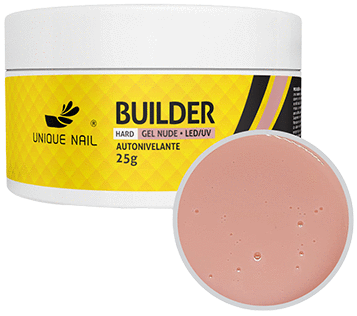 UNIQUE NAIL ®
BUILDER
HARD GEL NUDE • LED/UV
AUTONIVELANTE
25g